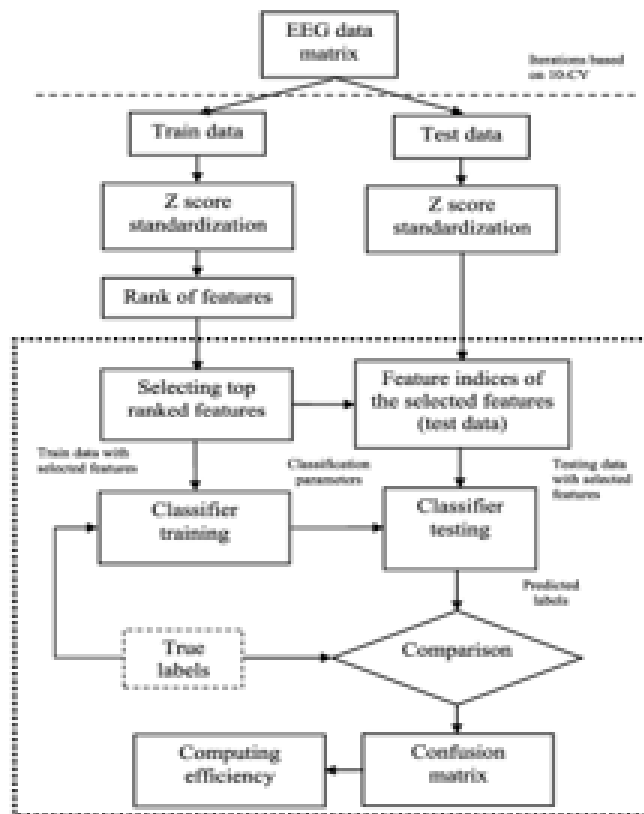 EEG data
matrix
Iterations based
on 10-CV
Train data
Test data
Z score
standardization
Z score
standardization
Rank of features
Selecting top
ranked features
Feature indices of
the selected features
(test data)
Train data with
selected features
Classification
parameters
Testing data
with selected
features
Classifier
training
Classifier
testing
Predicted
labels
True
labels
Comparison
Computing
efficiency
Confusion
matrix